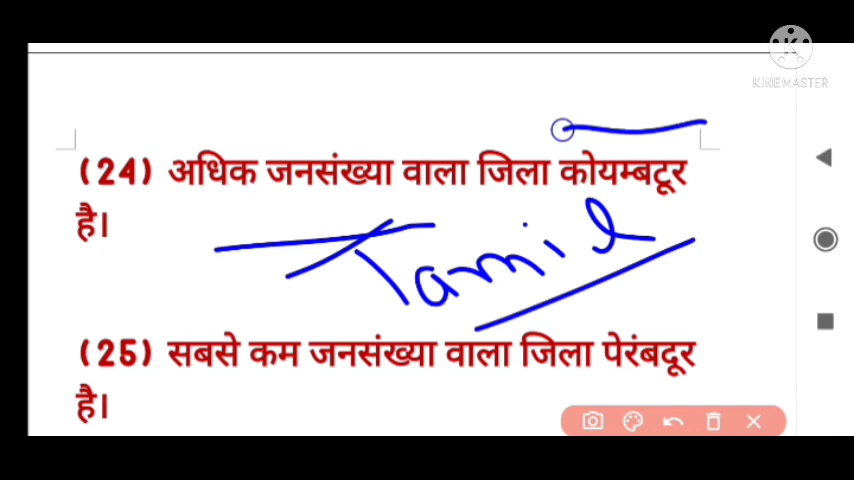 KINEMASTER
(24) अधिक जनसंख्या वाला जिला कोयम्बटूर
है।
Tamil
(25) सबसे कम जनसंख्या वाला जिला पेरंबदूर
है।